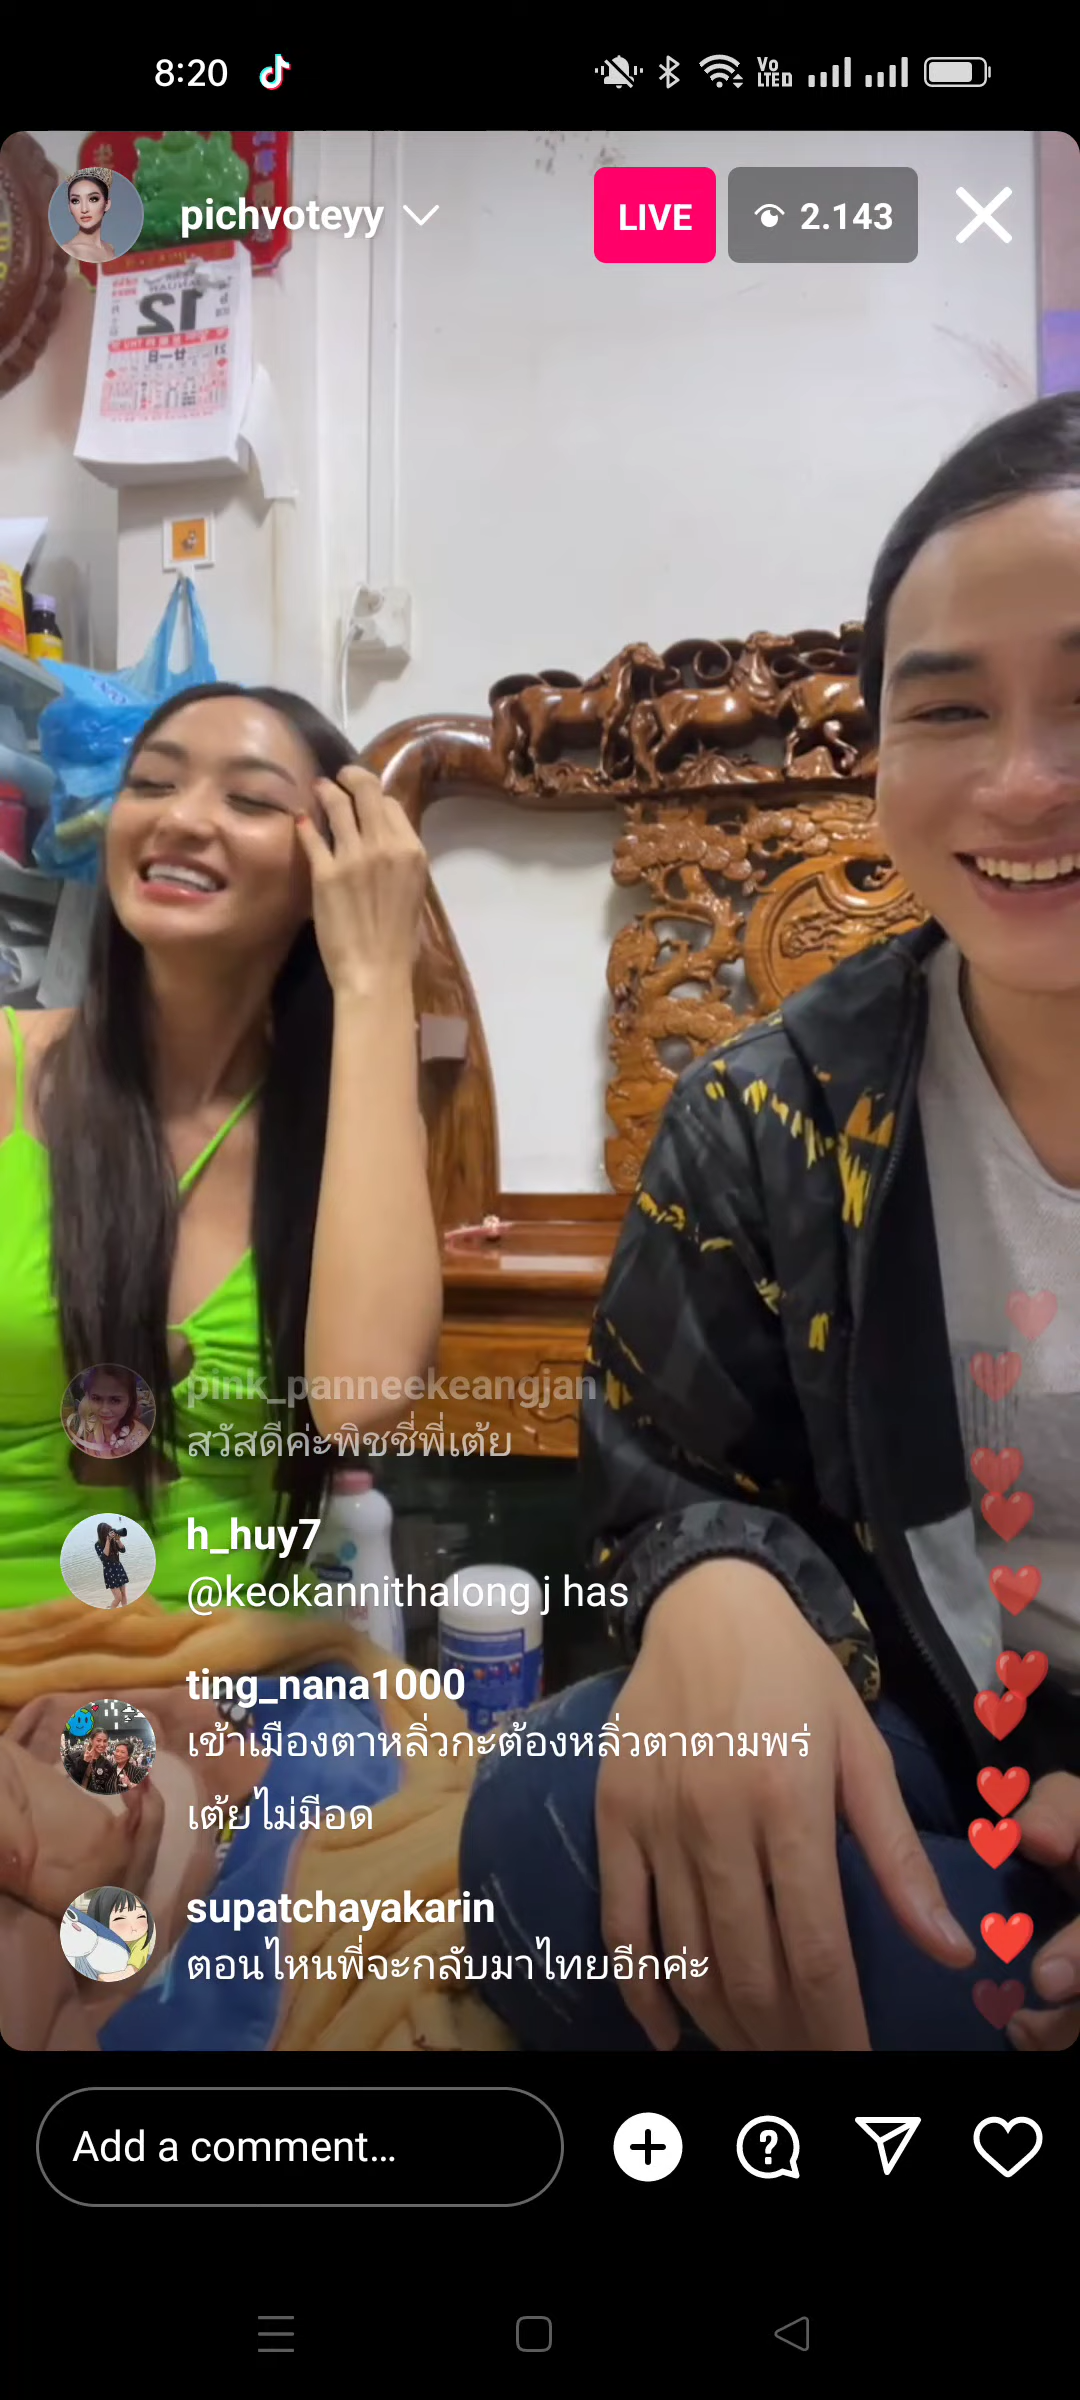 8:20
Vo
LTE
pichvoteyy
LIVE
2.143
12
pink_panneekeangjan
สวัสดีค่ะพิชชี่พี่เต้ย
h_huy7
@keokannithalong j has
ting_nana1000
เข้าเมืองตาหลิ่วกะต้องหลิ่วตาตามพร่
เต้ยไม่มีอด
supatchayakarin
ตอนไหนพี่จะกลับมาไทยอีกค่ะ
Add a comment...